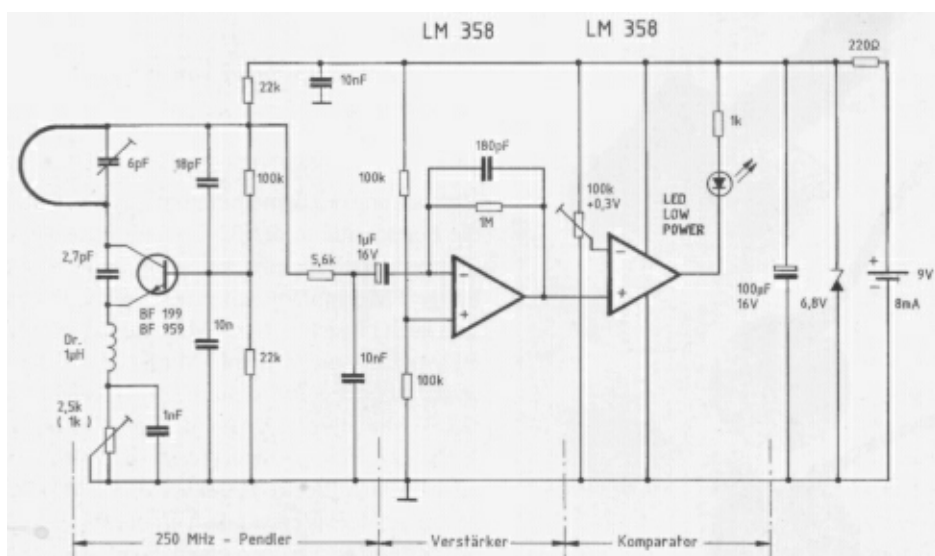 LM 358
LM 358
220Ω
22k
10nF
1k
6pF
18pF
180pF
100k
100k
100k
+0,3V
1M
LED
LOW
POWER
2,7pF
5,6k
1µF
16V
-
+
-
+
BF 199
BF 959
100µF
16V
6,8V
+
-
9V
8mA
Dr.
1µH
10n
22k
10nF
100k
2,5k
( 1k )
1nF
250 MHz - Pendler
Verstärker
Komparator